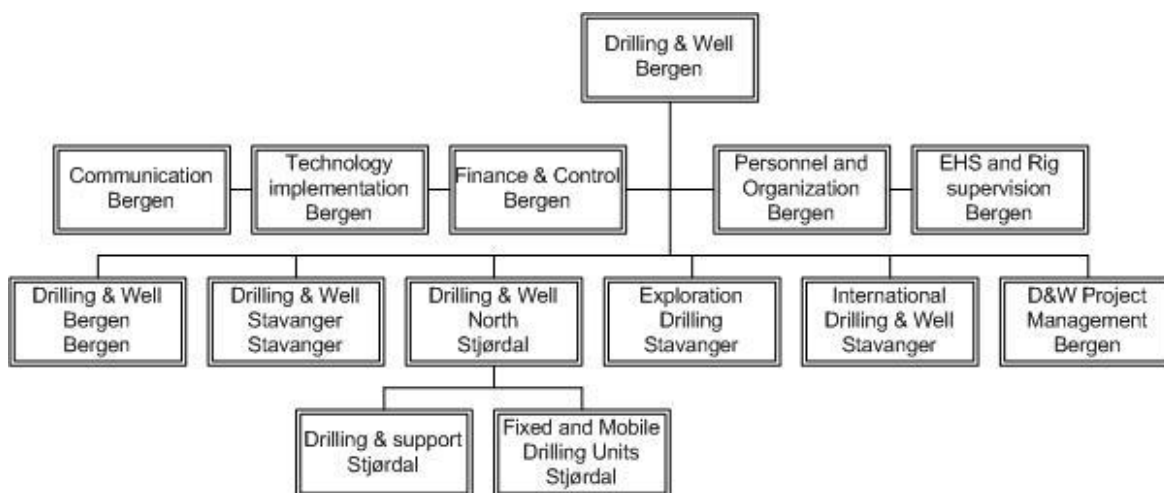 Drilling & Well
Bergen
Communication
Bergen
Technology
implementation
Bergen
Finance & Control
Bergen
Personnel and
Organization
Bergen
EHS and Rig
supervision
Bergen
Drilling & Well
Bergen
Bergen
Drilling & Well
Stavanger
Stavanger
Drilling & Well
North
Stjørdal
Exploration
Drilling
Stavanger
International
Drilling & Well
Stavanger
D&W Project
Management
Bergen
Drilling & support
Stjørdal
Fixed and Mobile
Drilling Units
Stjørdal